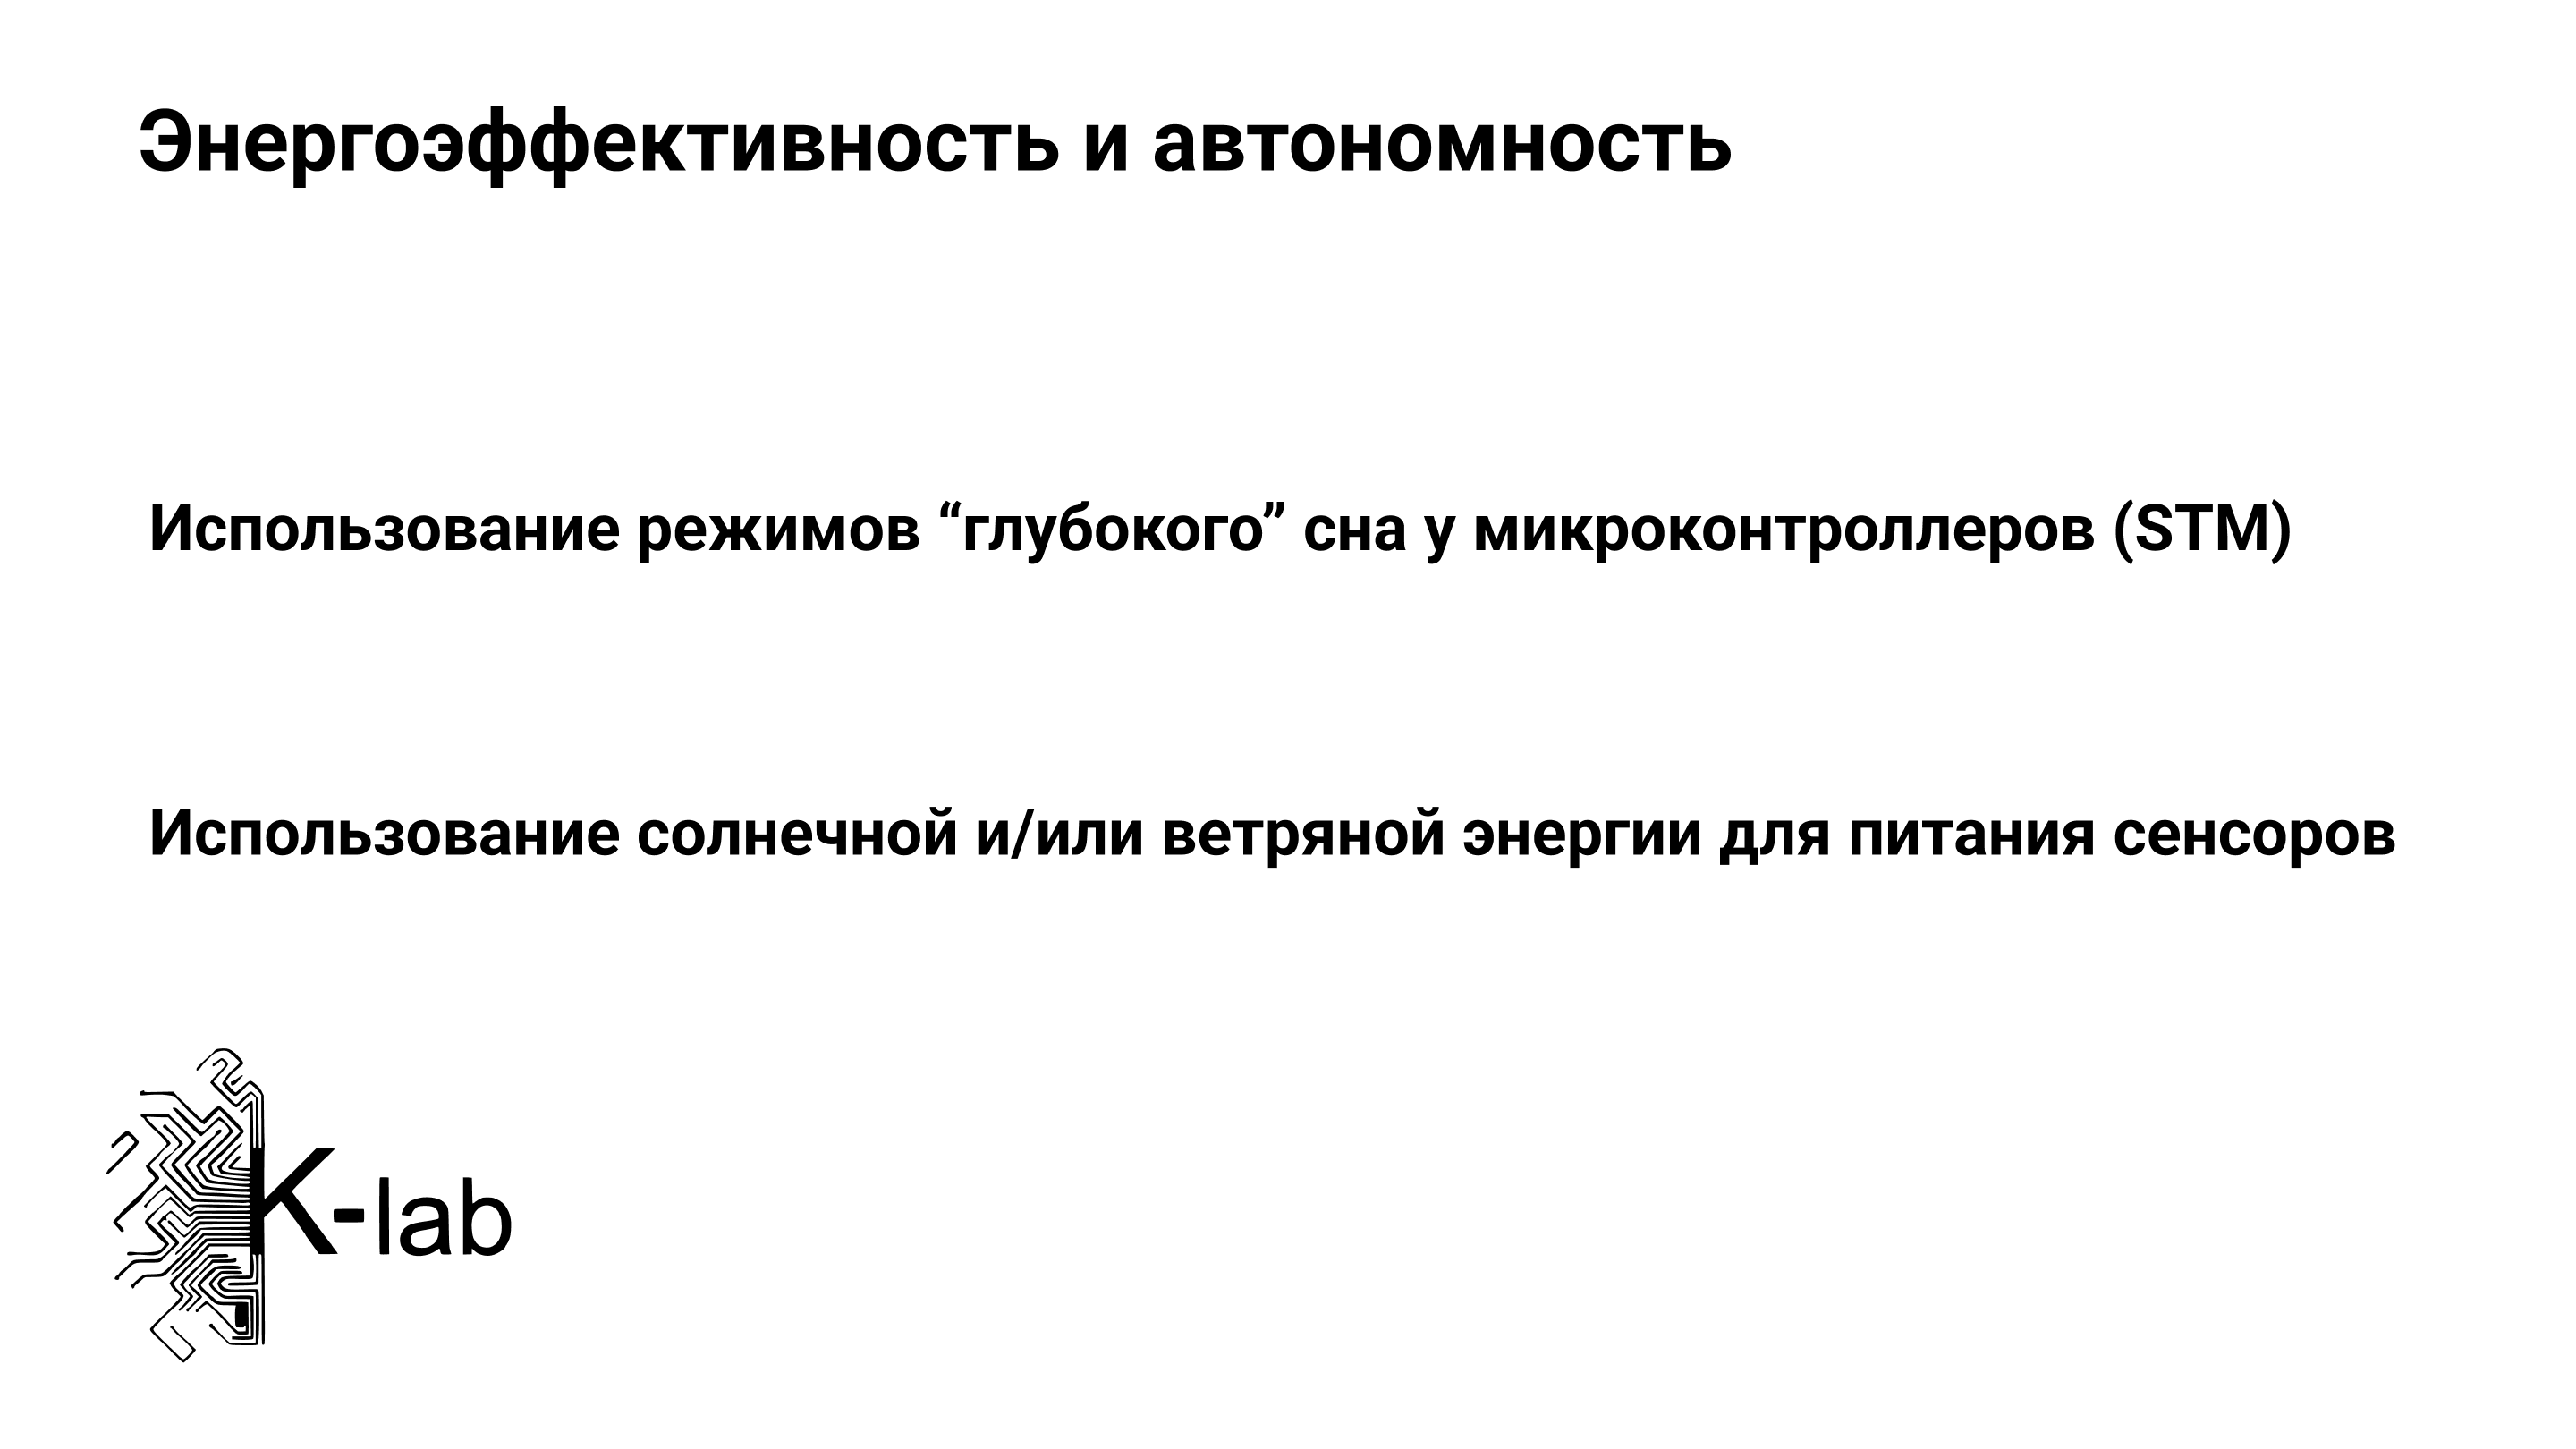 Энергоэффективность и автономность
Использование режимов “глубокого” сна у микроконтроллеров (STM)
Использование солнечной и/или ветряной энергии для питания сенсоров
K-lab